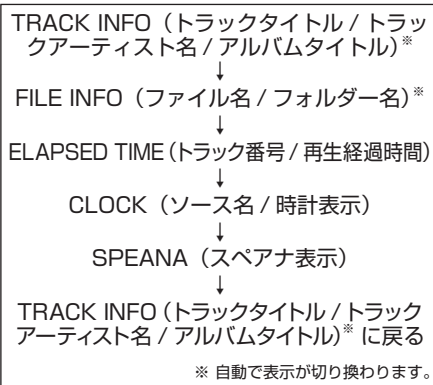 TRACK INFO（トラックタイトル / トラッ
クアーティスト名 / アルバムタイトル）※
↓
FILE INFO（ファイル名 / フォルダー名）※
↓
ELAPSED TIME（トラック番号 / 再生経過時間）
↓
CLOCK（ソース名 / 時計表示）
↓
SPEANA（スペアナ表示）
↓
TRACK INFO（トラックタイトル / トラック
アーティスト名 / アルバムタイトル）※ に戻る
※ 自動で表示が切り換わります。